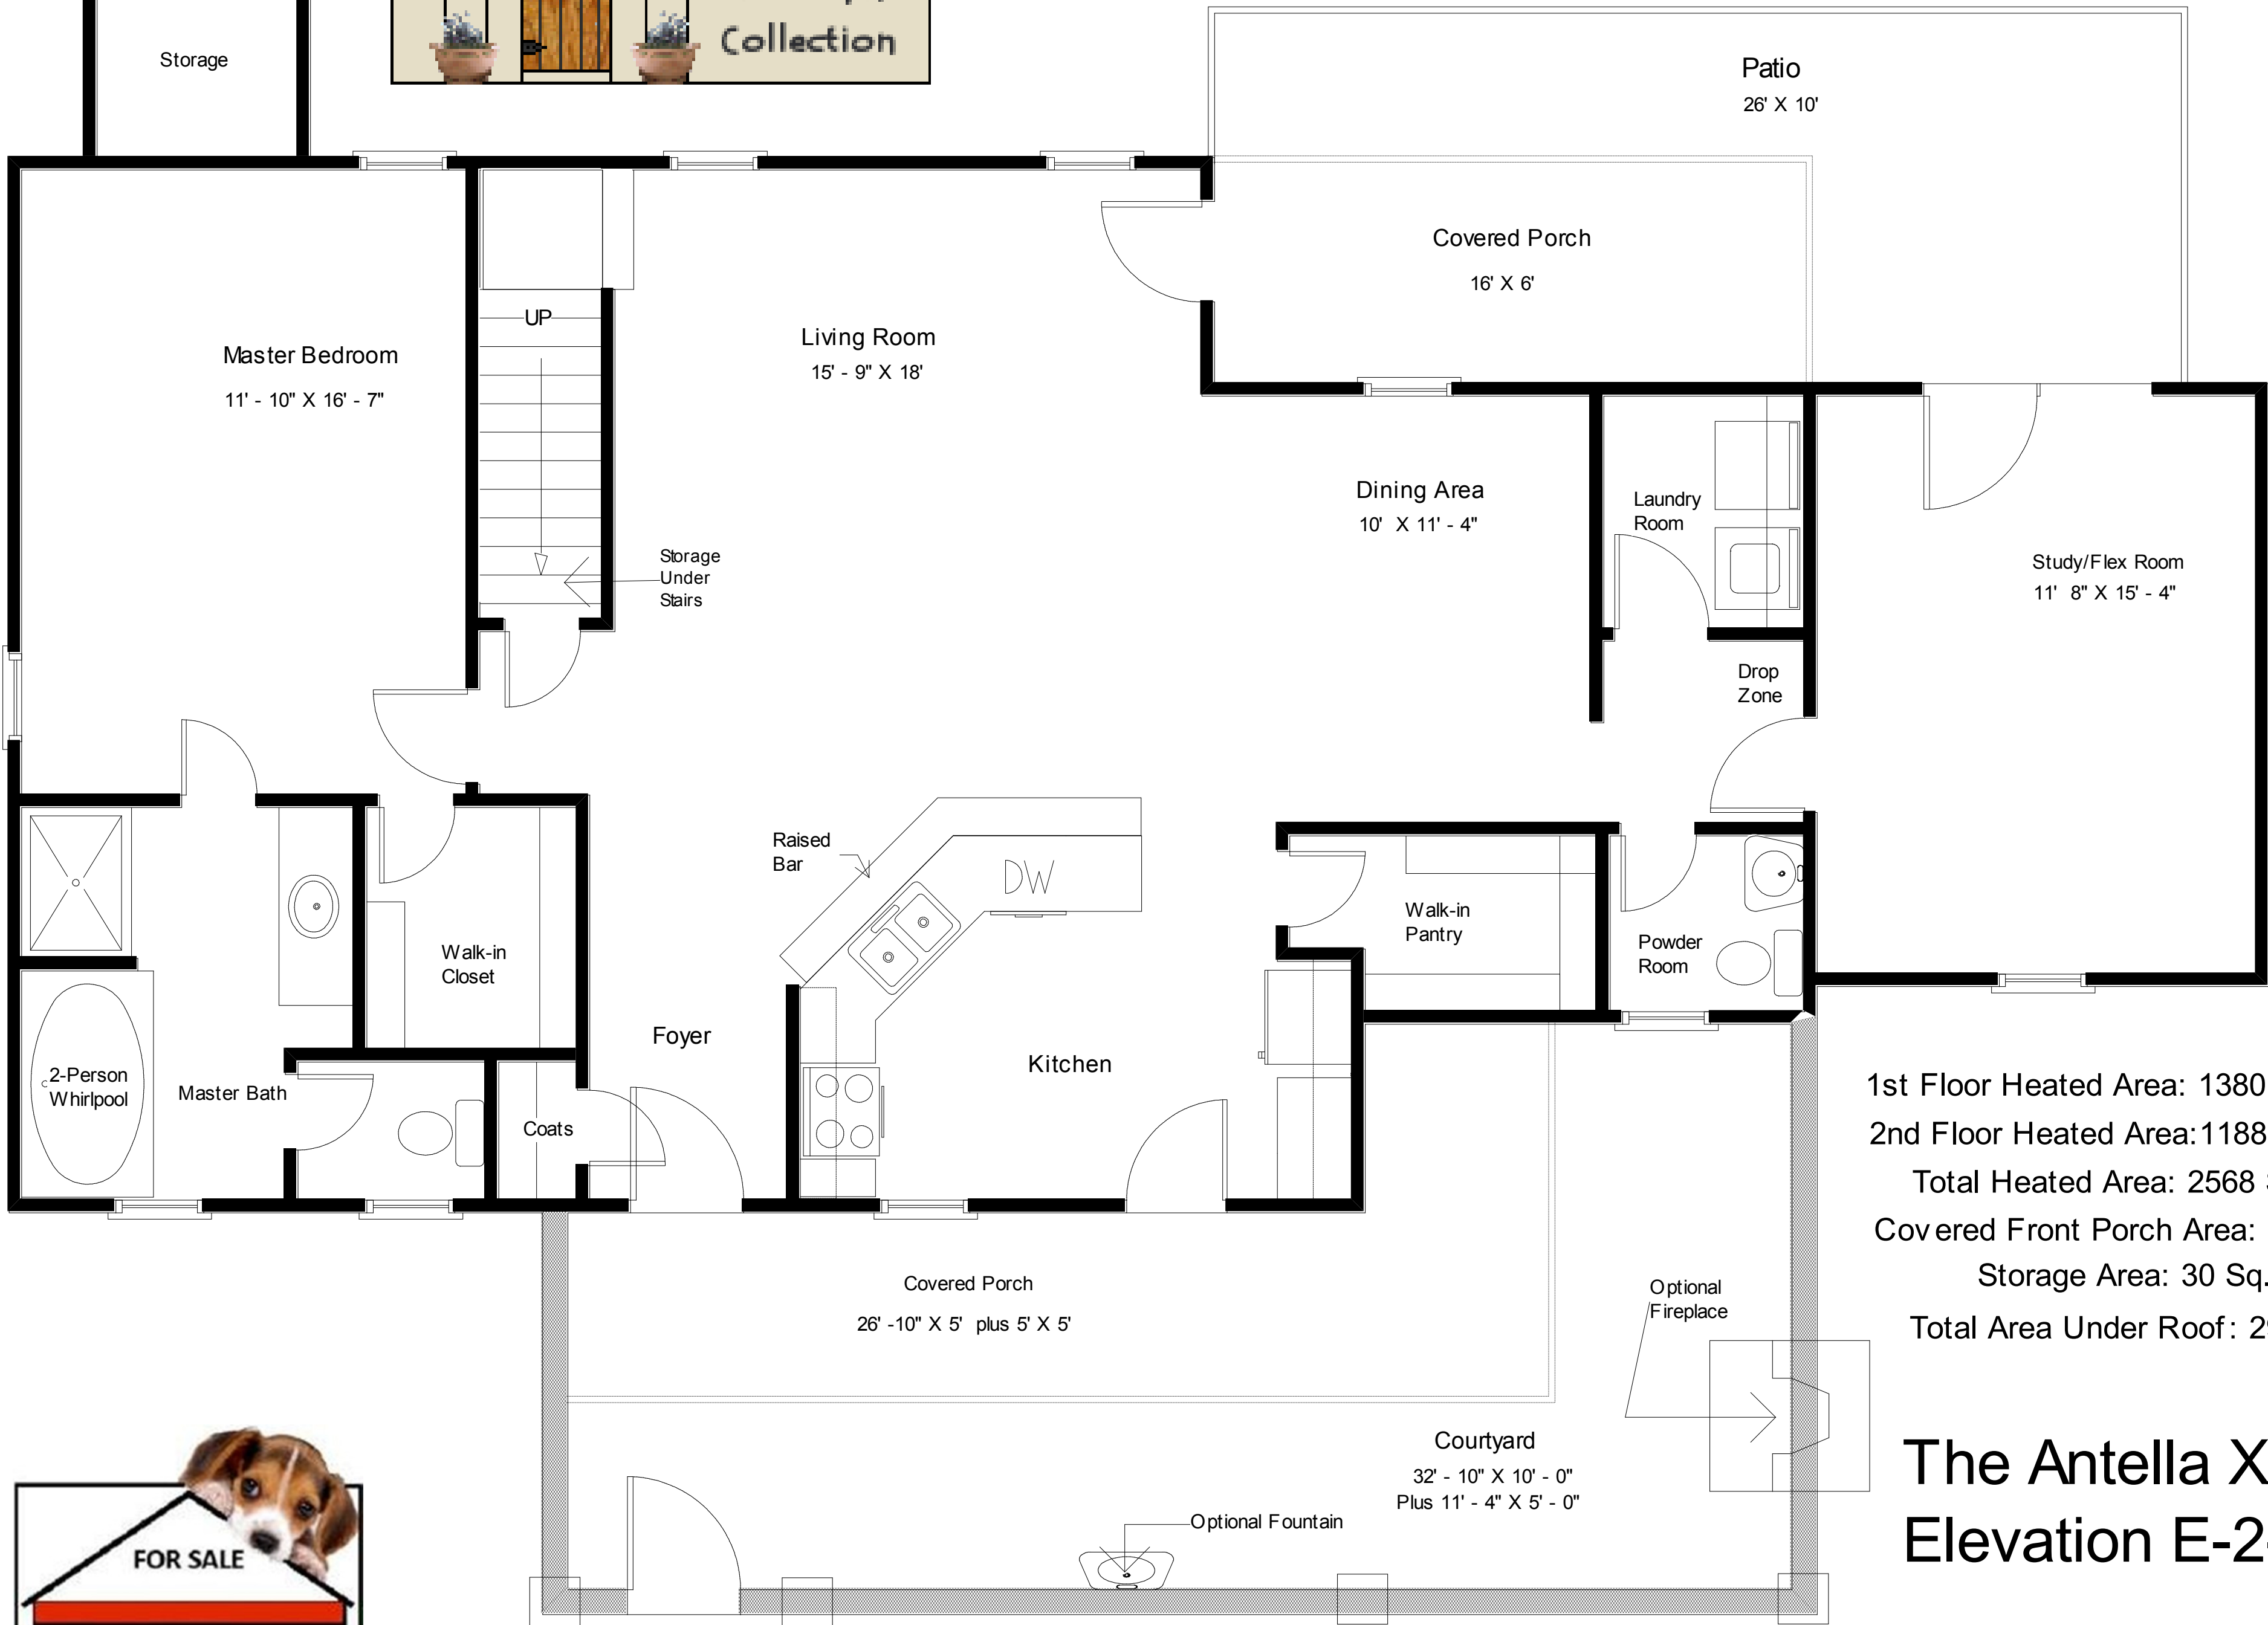 Collection
Storage
Patio
26' X 10'
Covered Porch
16' X 6'
UP
Living Room
15' - 9" X 18'
Master Bedroom
11' - 10" X 16' - 7"
Dining Area
10' X 11' - 4"
Laundry
Room
Storage
Under
Stairs
Study/Flex Room
11' 8" X 15' - 4"
Drop
Zone
Raised
Bar
DW
Walk-in
Pantry
Powder
Room
Walk-in
Closet
Foyer
Kitchen
2-Person
Whirlpool
Master Bath
Coats
1st Floor Heated Area: 1380
2nd Floor Heated Area:1188
Total Heated Area: 2568
Covered Front Porch Area:
Storage Area: 30 Sq.
Total Area Under Roof:
Covered Porch
26' -10" X 5' plus 5' X 5'
Optional
Fireplace
Courtyard
32' - 10" X 10' - 0"
Plus 11' - 4" X 5' - 0"
Optional Fountain
The Antella X
Elevation E-2
FOR SALE